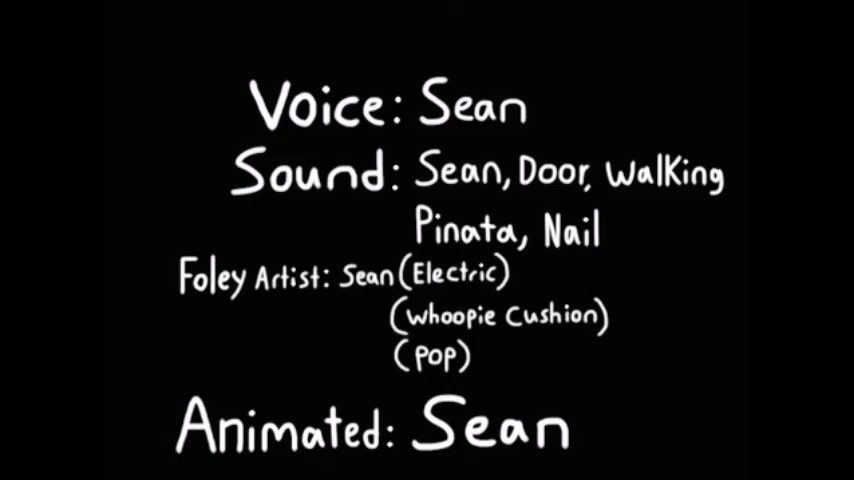 Voice: Sean
Sound: Sean, Door, Walking
Pinata, Nail
Foley Artist: Sean (Electric)
(Whoopie Cushion)
(POP)
Animated: Sean